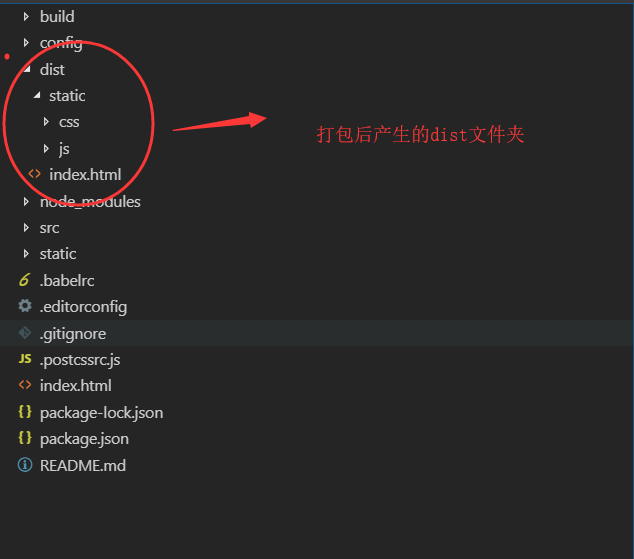 build
config
dist
static
css
js
打包后产生的dist文件夹
index.html
node_modules
src
static
.babelrc
.editorconfig
.gitignore
JS .postcssrc.js
index.html
{ } package-lock.json
{ } package.json
README.md